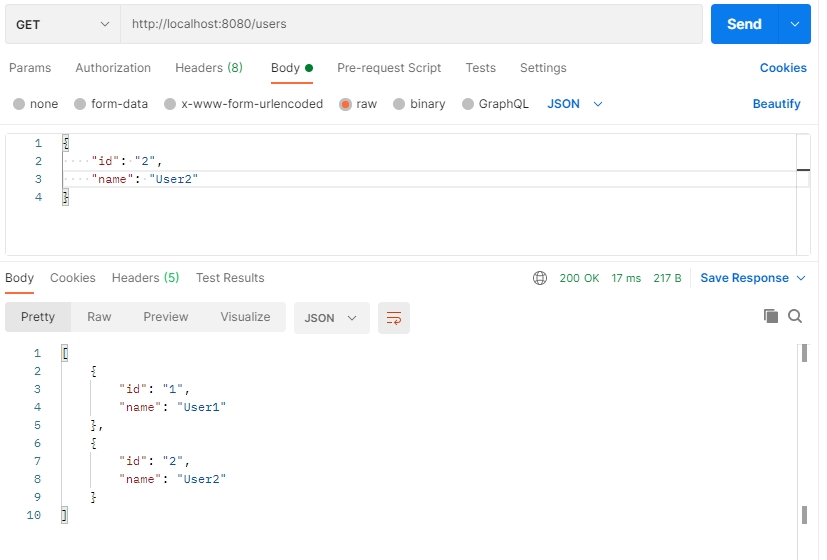 GET http://localhost:8080/users Send
Params Authorization Headers (8) Body Pre-request Script Tests Settings Cookies
none form-data x-www-form-urlencoded raw binary GraphQL JSON Beautify
1 {
2 "id": "2",
3 "name": "User2"
4 }
Body Cookies Headers (5) Test Results 200 OK 17 ms 217 B Save Response
Pretty Raw Preview Visualize JSON
1 [
2 {
3 "id": "1",
4 "name": "User1"
5 },
6 {
7 "id": "2",
8 "name": "User2"
9 }
10 ]